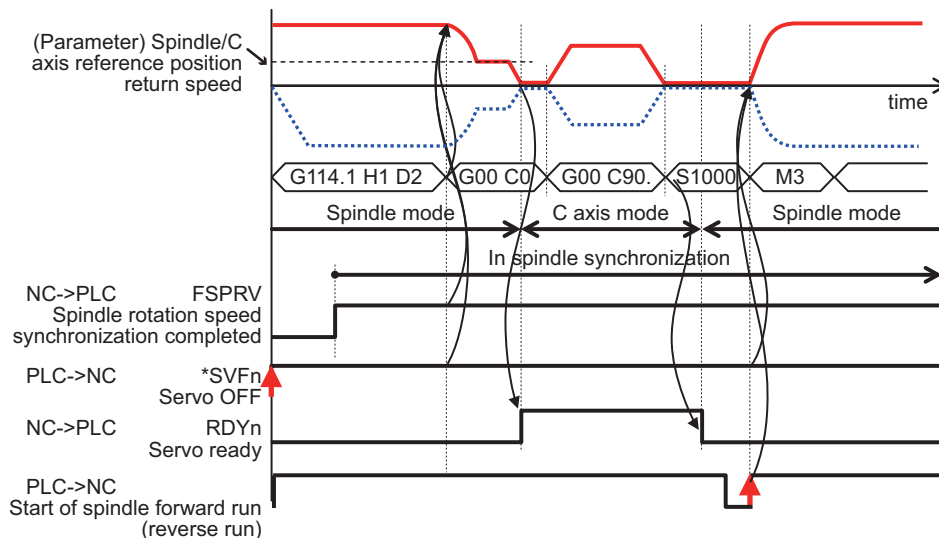 (Parameter) Spindle/C
axis reference position
return speed
time
G114.1 H1 D2
G00 C0
G00 C90.
S1000
M3
Spindle mode
C axis mode
Spindle mode
In spindle synchronization
NC->PLC FSPRV
Spindle rotation speed
synchronization completed
PLC->NC *SVFn
Servo OFF
NC->PLC RDYn
Servo ready
PLC->NC
Start of spindle forward run
(reverse run)